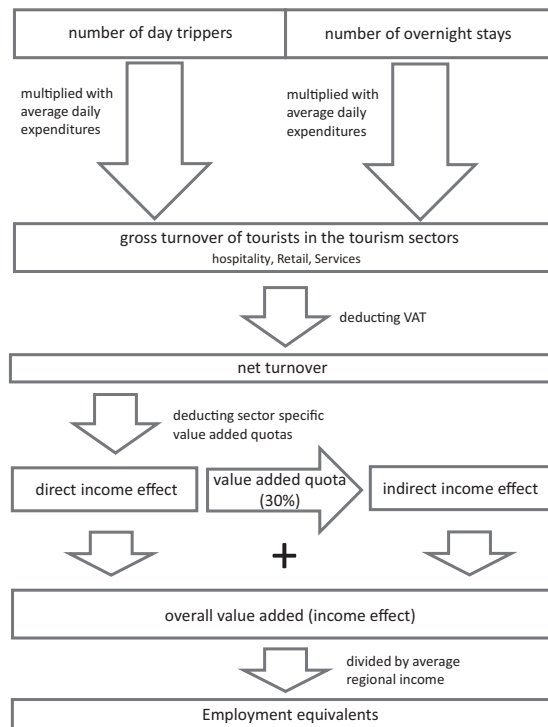 number of day trippers
number of overnight stays
multiplied with
average daily
expenditures
multiplied with
average daily
expenditures
gross turnover of tourists in the tourism sectors
hospitality, Retail, Services
deducting VAT
net turnover
deducting sector specific
value added quotas
direct income effect
value added quota
(30%)
indirect income effect
+
overall value added (income effect)
divided by average
regional income
Employment equivalents